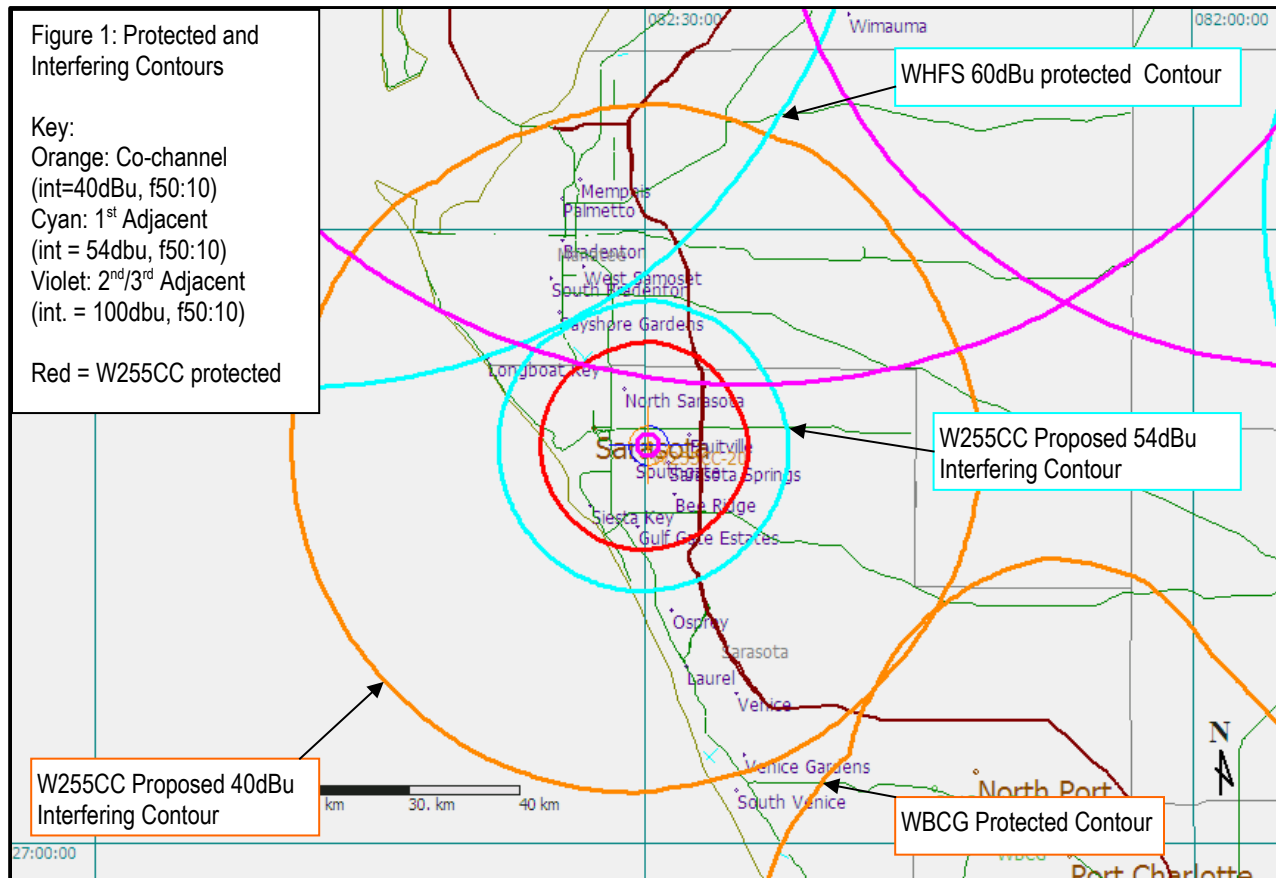 Figure 1: Protected and
Interfering Contours
Key:
Orange: Co-channel
(int=40dBu, f50:10)
Cyan: 1st Adjacent
(int = 54dbu, f50:10)
Violet: 2nd/3rd Adjacent
(int. = 100dbu, f50:10)
Red = W255CC protected
082:30:00
082:00:00
Wimauma
WHFS 60dBu protected Contour
Memphis
Palmetto
Bradenton
Manatee
West Samoset
South Bradenton
Bayshore Gardens
Longboat Key
North Sarasota
W255CC Proposed 54dBu
Interfering Contour
Sarasota
Fruitville
Southgate
Sarasota Springs
Bee Ridge
Siesta Key
Gulf Gate Estates
Osprey
Sarasota
Laurel
Venice
N
Venice Gardens
South Venice
North Port
W255CC Proposed 40dBu
Interfering Contour
km
30. km
40 km
WBCG Protected Contour
27:00:00
WBCG
Port Charlotte